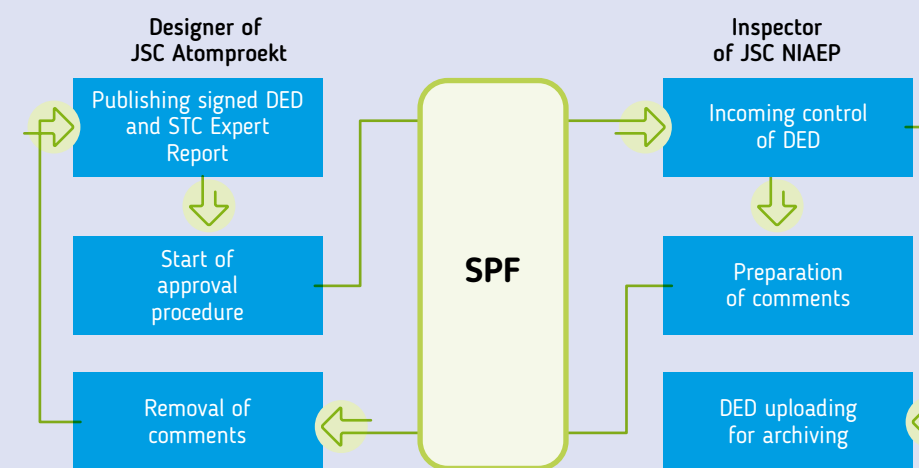 Designer of
JSC Atomproekt
Publishing signed DED
and STC Expert
Report
Start of
approval
procedure
Removal of
comments
SPF
Inspector
of JSC NIAEP
Incoming control
of DED
Preparation
of comments
DED uploading
for archiving